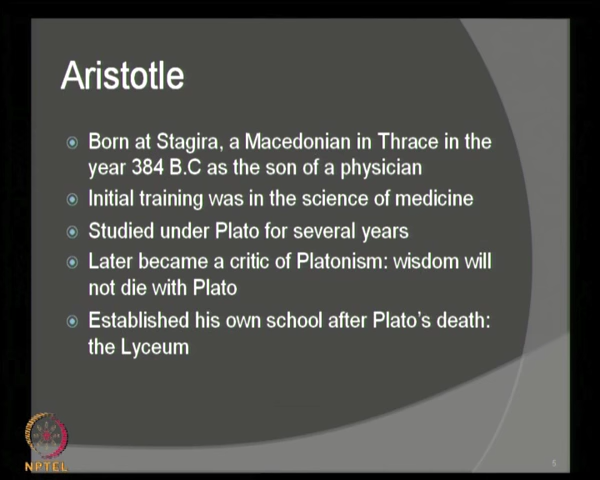 Aristotle
Born at Stagira, a Macedonian in Thrace in the
year 384 B.C as the son of a physician
Initial training was in the science of medicine
Studied under Plato for several years
Later became a critic of Platonism: wisdom will
not die with Plato
Established his own school after Plato's death:
the Lyceum
NPTEL
5